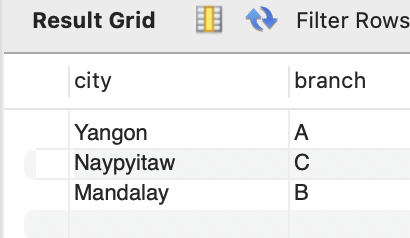 Result Grid Filter Rows
city branch
Yangon A
Naypyitaw C
Mandalay B